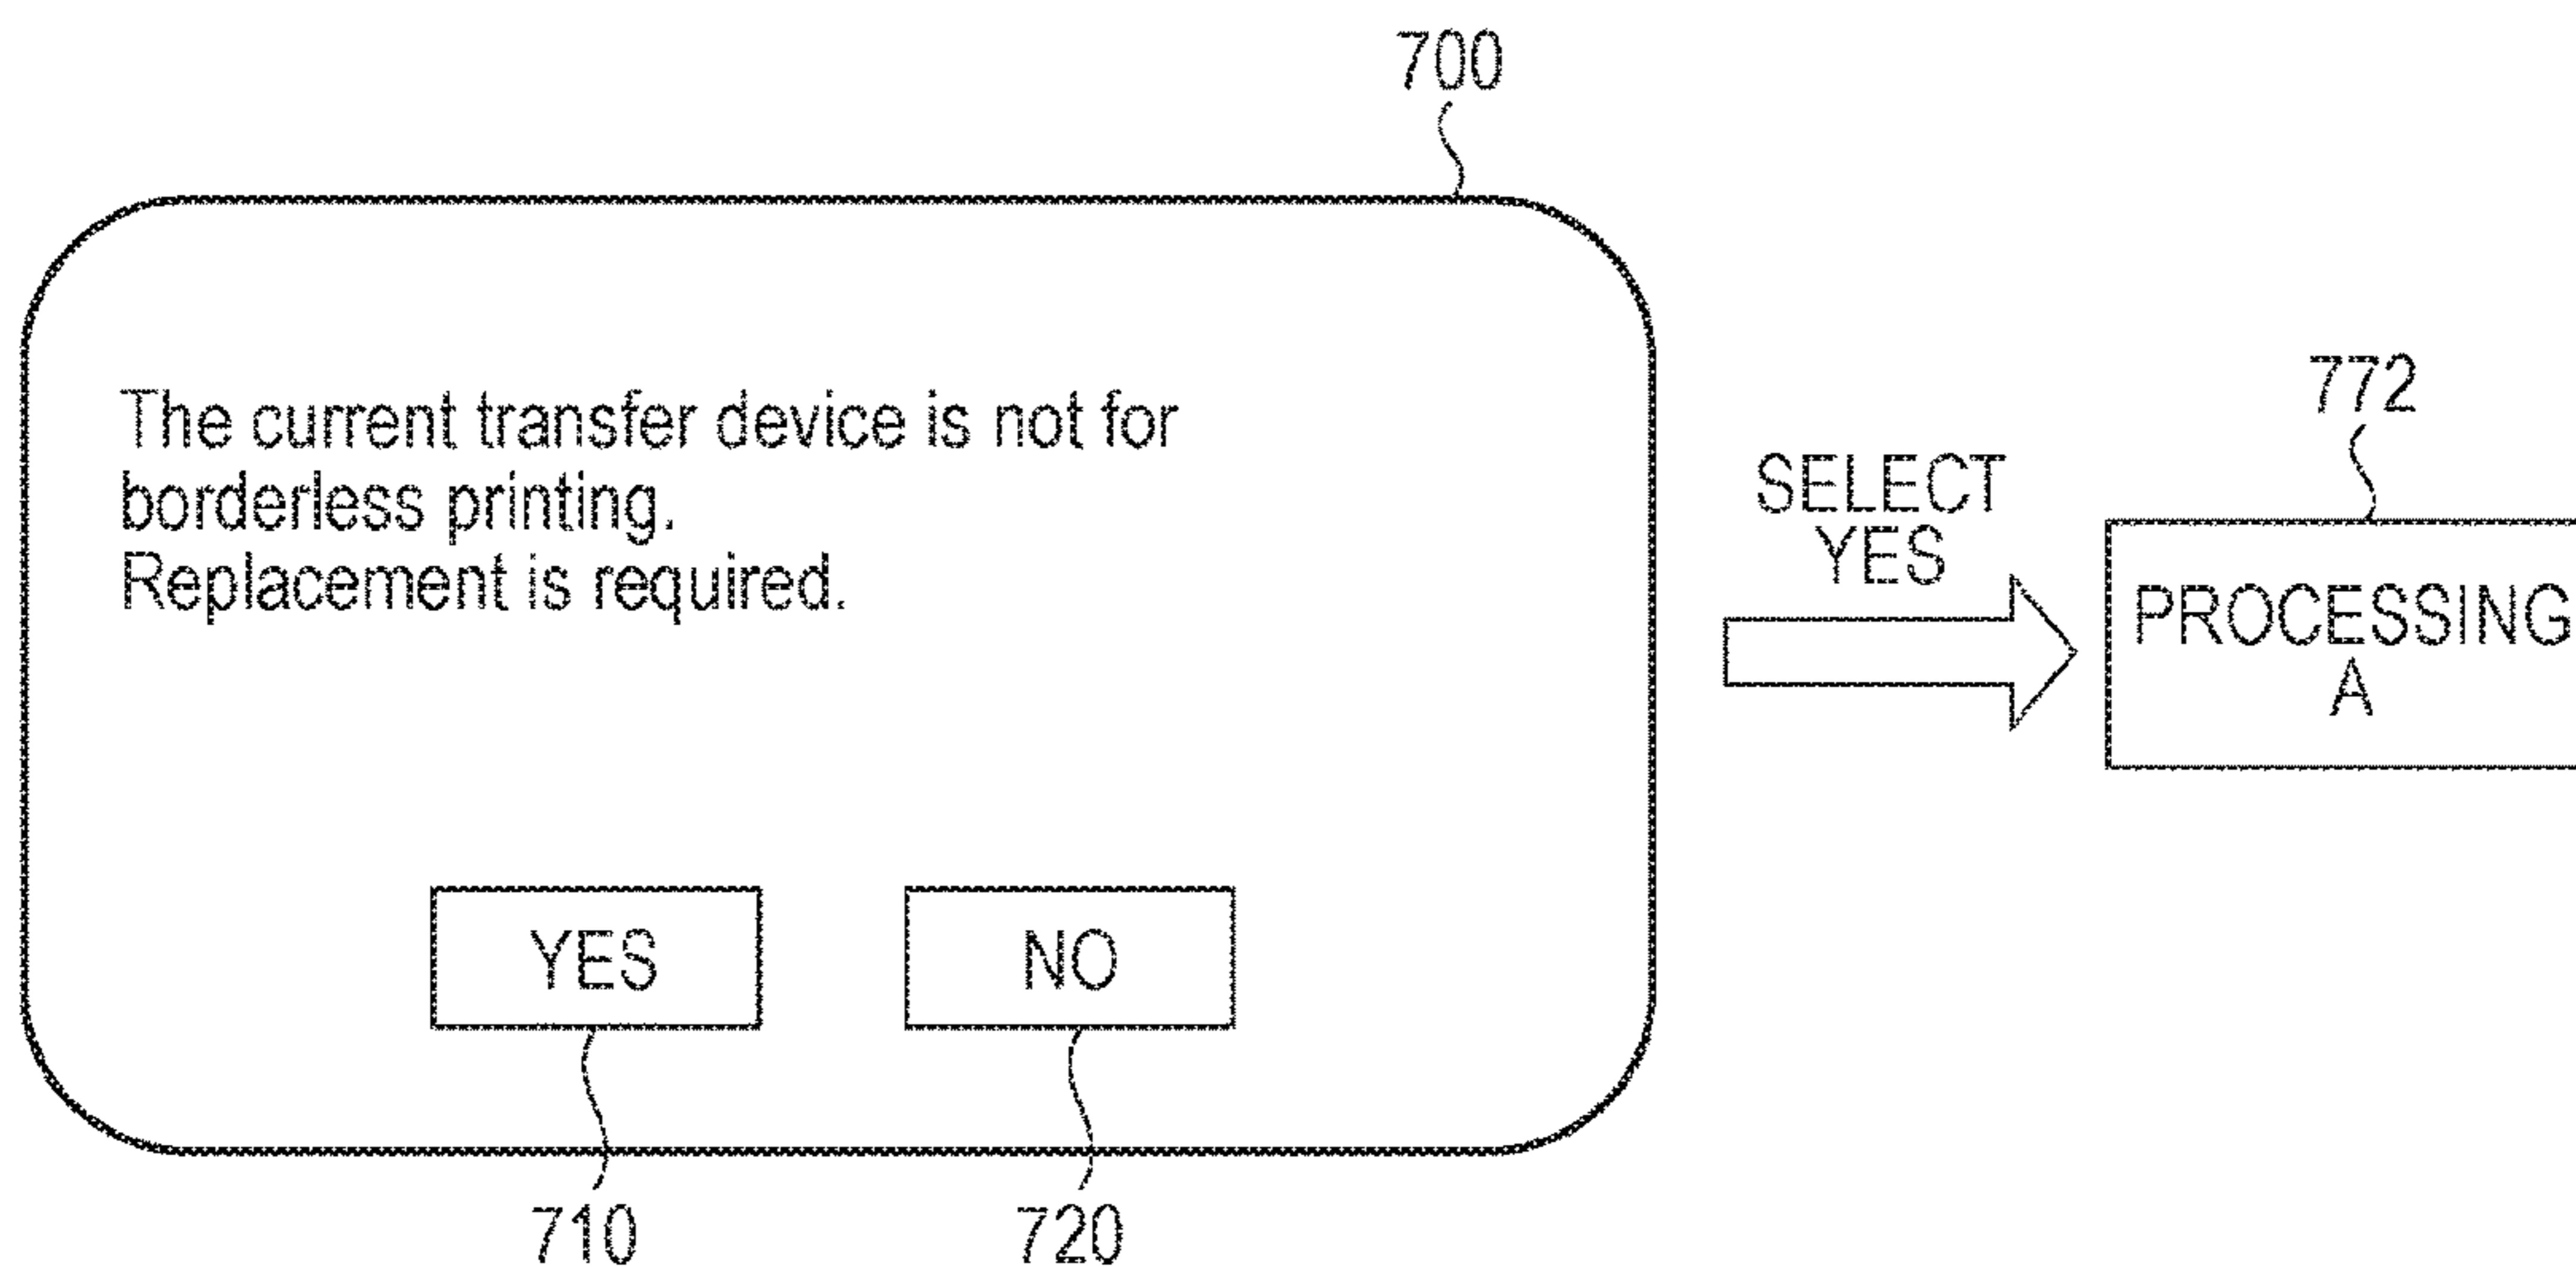 700
The current transfer device is not for
borderless printing.
Replacement is required.
YES
NO
710
720
SELECT
YES
772
PROCESSING
A